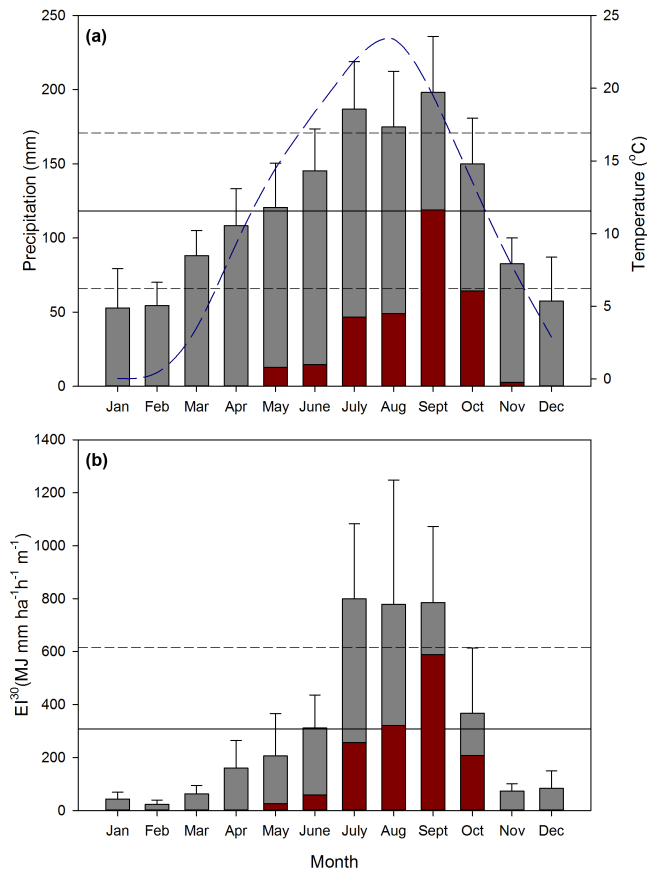 (a)
Precipitation (mm)
250
200
150
100
50
0
Temperature (°C)
25
20
15
10
5
0
Jan Feb Mar Apr May June July Aug Sept Oct Nov Dec
(b)
EI³⁰(MJ mm ha⁻¹h⁻¹ m⁻¹)
1400
1200
1000
800
600
400
200
0
Jan Feb Mar Apr May June July Aug Sept Oct Nov Dec
Month